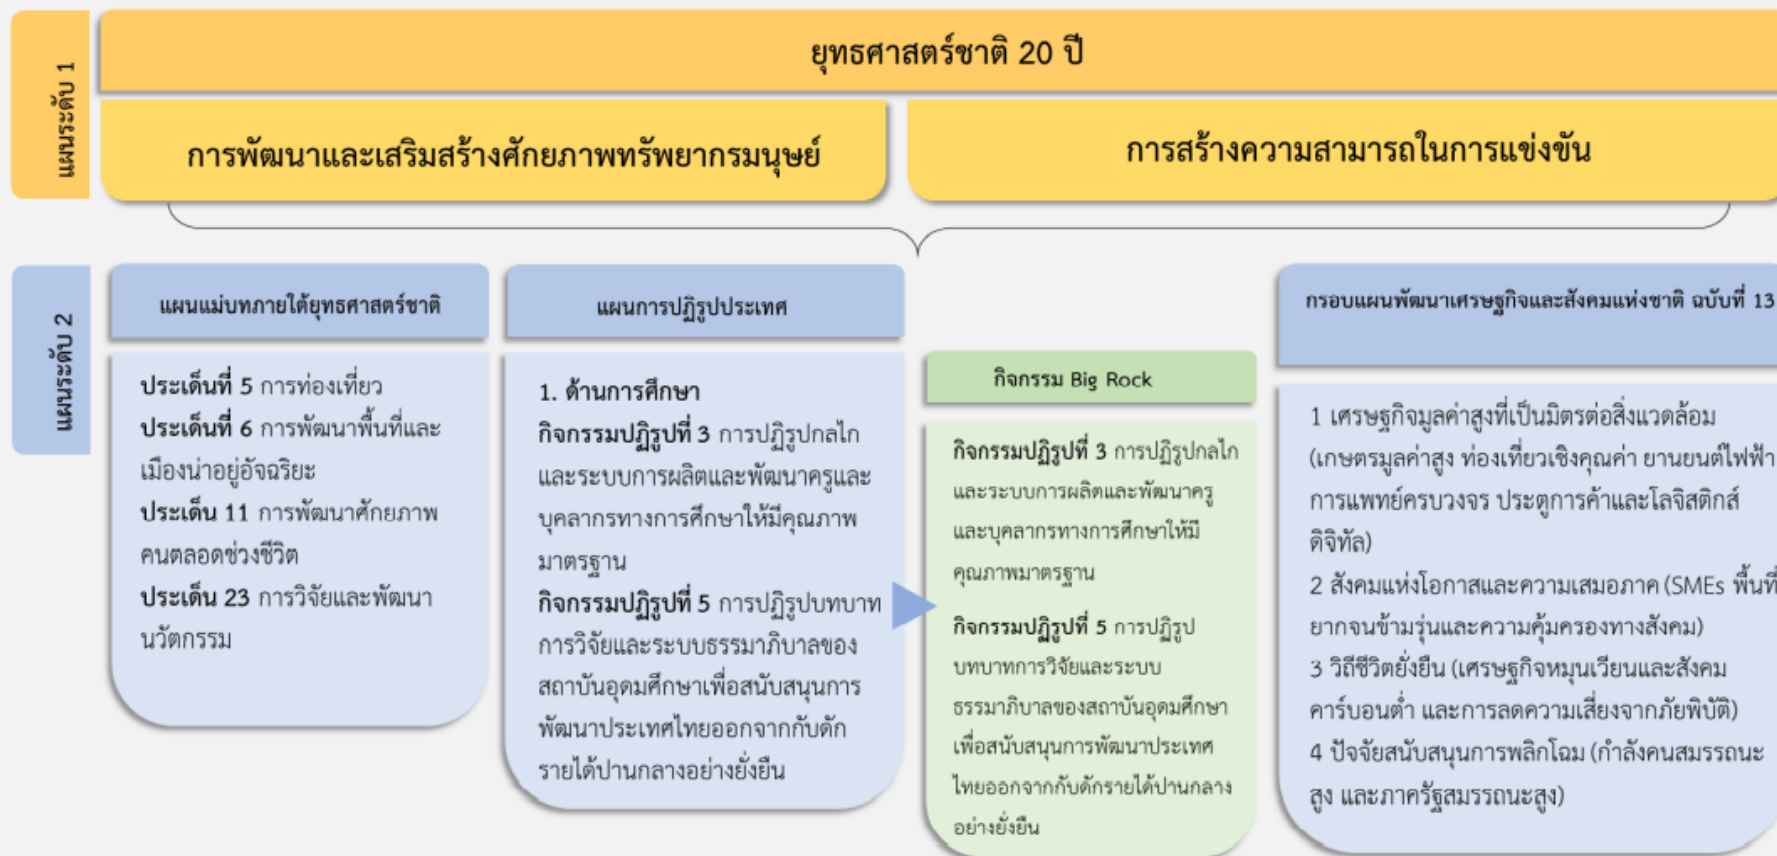 แผนระดับ 1
ยุทธศาสตร์ชาติ 20 ปี
การพัฒนาและเสริมสร้างศักยภาพทรัพยากรมนุษย์
การสร้างความสามารถในการแข่งขัน
แผนระดับ 2
แผนแม่บทภายใต้ยุทธศาสตร์ชาติ
ประเด็นที่ 5 การท่องเที่ยว
ประเด็นที่ 6 การพัฒนาพื้นที่และ
เมืองน่าอยู่อัจฉริยะ
ประเด็น 11 การพัฒนาศักยภาพ
คนตลอดช่วงชีวิต
ประเด็น 23 การวิจัยและพัฒนา
นวัตกรรม
แผนการปฏิรูปประเทศ
1. ด้านการศึกษา
กิจกรรมปฏิรูปที่ 3 การปฏิรูปกลไก
และระบบการผลิตและพัฒนาครูและ
บุคลากรทางการศึกษาให้มีคุณภาพ
มาตรฐาน
กิจกรรมปฏิรูปที่ 5 การปฏิรูปบทบาท
การวิจัยและระบบธรรมาภิบาลของ
สถาบันอุดมศึกษาเพื่อสนับสนุนการ
พัฒนาประเทศไทยออกจากกับดัก
รายได้ปานกลางอย่างยั่งยืน
กิจกรรม Big Rock
กิจกรรมปฏิรูปที่ 3 การปฏิรูปกลไก
และระบบการผลิตและพัฒนาครู
และบุคลากรทางการศึกษาให้มี
คุณภาพมาตรฐาน
กิจกรรมปฏิรูปที่ 5 การปฏิรูป
บทบาทการวิจัยและระบบ
ธรรมาภิบาลของสถาบันอุดมศึกษา
เพื่อสนับสนุนการพัฒนาประเทศ
ไทยออกจากกับดักรายได้ปานกลาง
อย่างยั่งยืน
กรอบแผนพัฒนาเศรษฐกิจและสังคมแห่งชาติ ฉบับที่ 13
1 เศรษฐกิจมูลค่าสูงที่เป็นมิตรต่อสิ่งแวดล้อม
(เกษตรมูลค่าสูง ท่องเที่ยวเชิงคุณค่า ยานยนต์ไฟฟ้า
การแพทย์ครบวงจร ประตูการค้าและโลจิสติกส์
ดิจิทัล)
2 สังคมแห่งโอกาสและความเสมอภาค (SMEs พื้นที่
ยากจนข้ามรุ่นและความคุ้มครองทางสังคม)
3 วิถีชีวิตยั่งยืน (เศรษฐกิจหมุนเวียนและสังคม
คาร์บอนต่ำ และการลดความเสี่ยงจากภัยพิบัติ)
4 ปัจจัยสนับสนุนการพลิกโฉม (กำลังคนสมรรถนะ
สูง และภาครัฐสมรรถนะสูง)